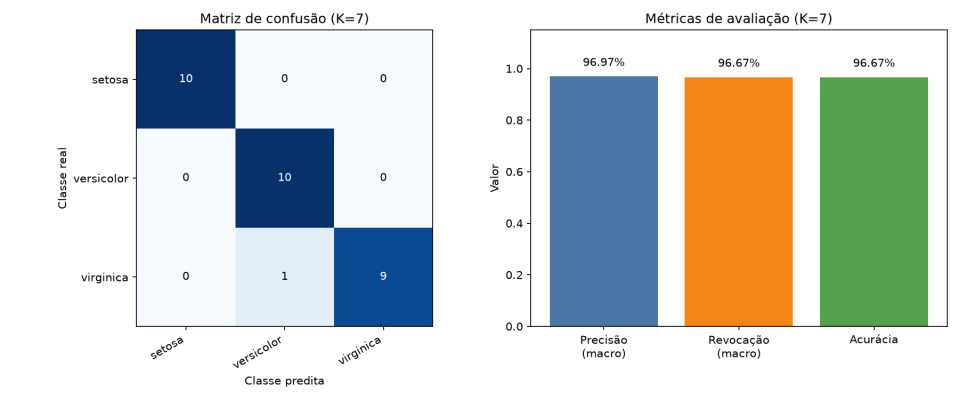 Matriz de confusão (K=7)
Classe real
setosa
10 0 0
versicolor
0 10 0
virginica
0 1 9
setosa versicolor virginica
Classe predita
Métricas de avaliação (K=7)
Valor
1.0
0.8
0.6
0.4
0.2
0.0
96.97% 96.67% 96.67%
Precisão
(macro)
Revocação
(macro)
Acurácia